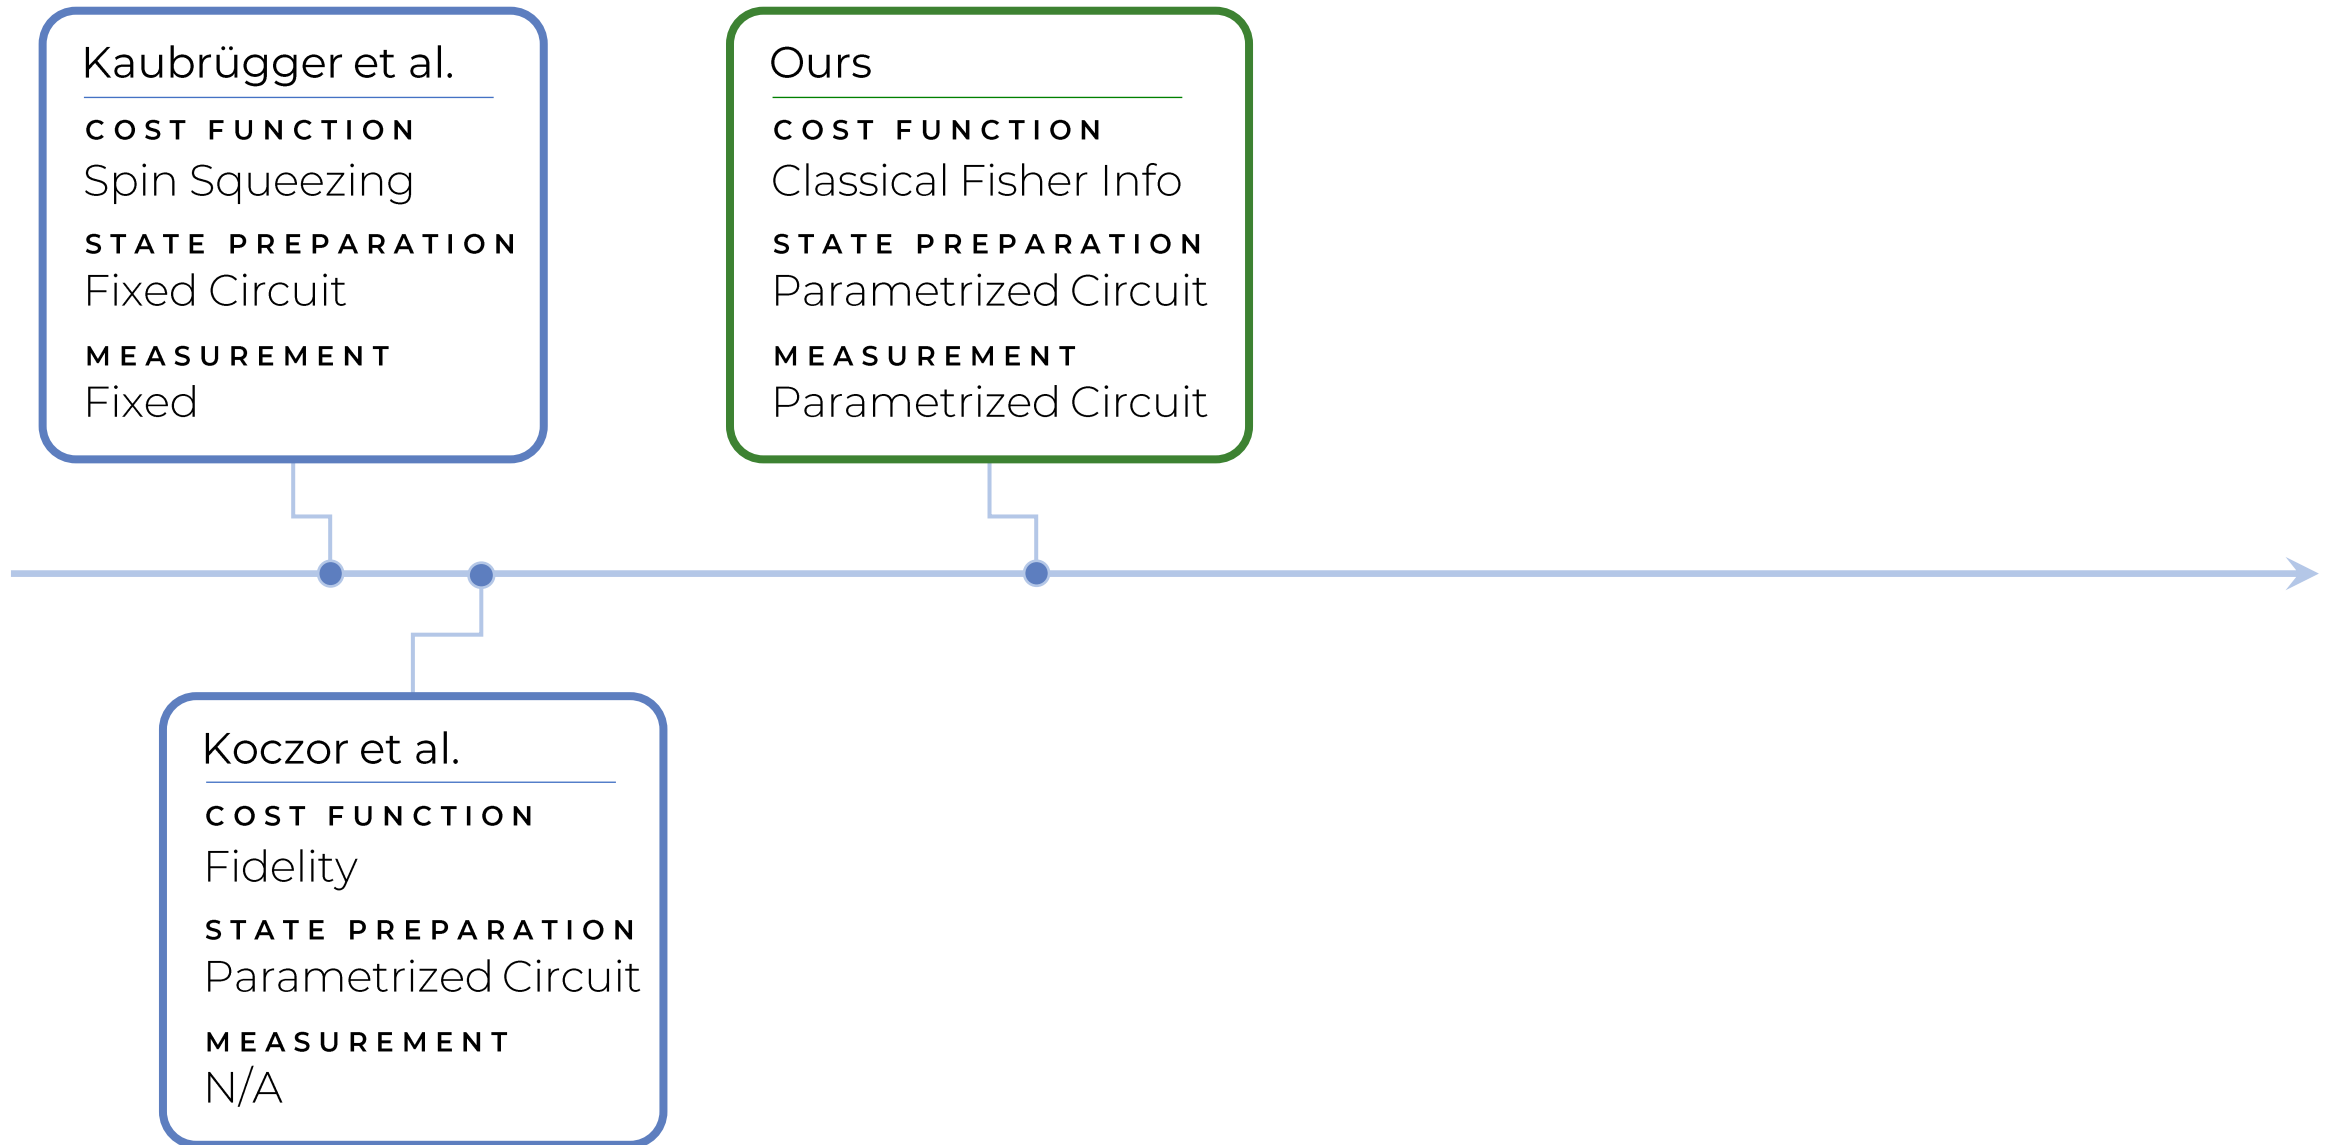 Kaubrügger et al.
COST FUNCTION
Spin Squeezing
STATE PREPARATION
Fixed Circuit
MEASUREMENT
Fixed
Ours
COST FUNCTION
Classical Fisher Info
STATE PREPARATION
Parametrized Circuit
MEASUREMENT
Parametrized Circuit
Koczor et al.
COST FUNCTION
Fidelity
STATE PREPARATION
Parametrized Circuit
MEASUREMENT
N/A